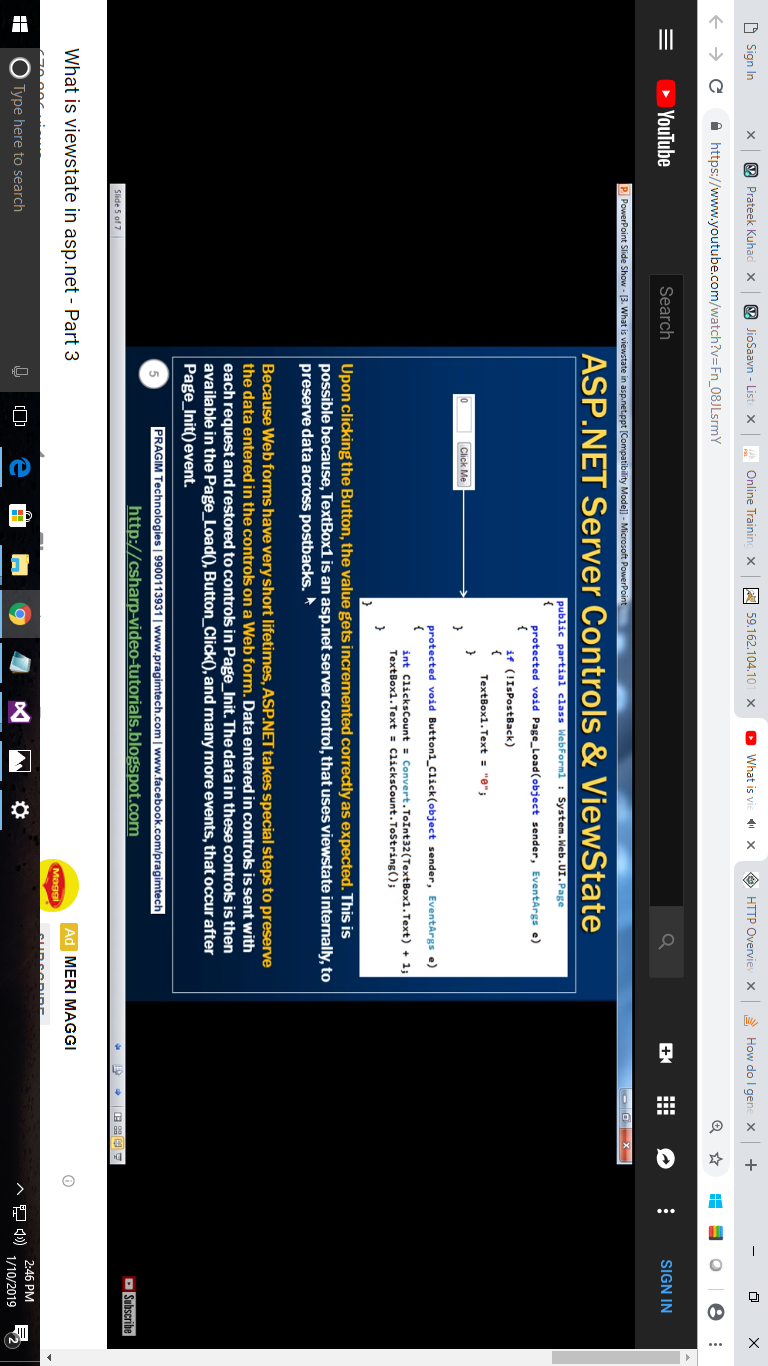 Sign In
Prateek Kuhad
JioSaavn - List
Online Training
59.162.104.101
What is vie
HTTP Overvie
How do I gene
https://www.youtube.com/watch?v=Fn_08JLsrmY
YouTube
Search
SIGN IN
PowerPoint Slide Show - [3. What is viewstate in asp.net.ppt [Compatibility Mode]] - Microsoft PowerPoint
ASP.NET Server Controls & ViewState
0
Click Me
public partial class WebForm1 : System.Web.UI.Page
{
protected void Page_Load(object sender, EventArgs e)
{
if (!IsPostBack)
{
TextBox1.Text = "0";
}
}
protected void Button1_Click(object sender, EventArgs e)
{
int ClicksCount = Convert.ToInt32(TextBox1.Text) + 1;
TextBox1.Text = ClicksCount.ToString();
}
}
Upon clicking the Button, the value gets incremented correctly as expected. This is
possible because, TextBox1 is an asp.net server control, that uses viewstate internally, to
preserve data across postbacks.
Because Web forms have very short lifetimes, ASP.NET takes special steps to preserve
the data entered in the controls on a Web form. Data entered in controls is sent with
each request and restored to controls in Page_Init. The data in these controls is then
available in the Page_Load(), Button_Click(), and many more events, that occur after
Page_Init() event.
5
PRAGIM Technologies | 9900113931 | www.pragimtech.com | www.facebook.com/pragimtech
http://csharp-video-tutorials.blogspot.com
Slide 5 of 7
Subscribe
What is viewstate in asp.net - Part 3
Maggi
Ad MERI MAGGI
SUBSCRIBE
Type here to search
2:46 PM
1/10/2019
2